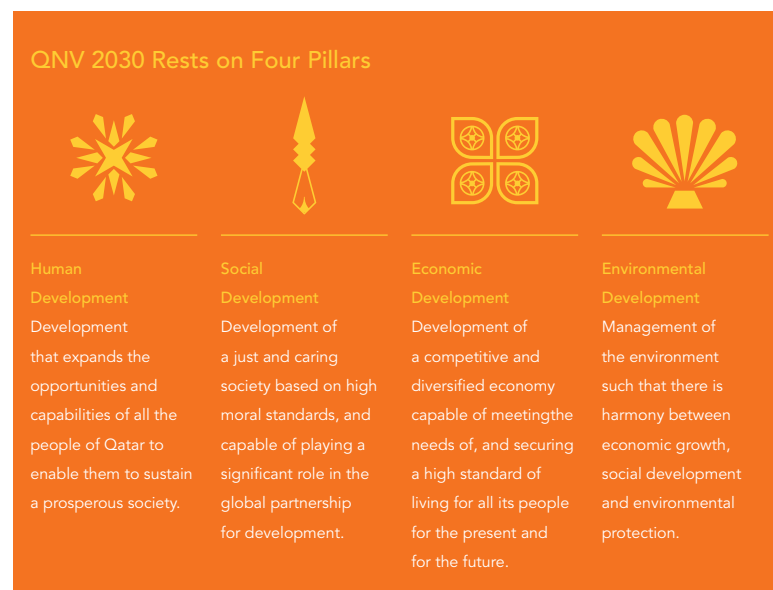 QNV 2030 Rests on Four Pillars
Human
Development
Development
that expands the
opportunities and
capabilities of all the
people of Qatar to
enable them to sustain
a prosperous society.
Social
Development
Development of
a just and caring
society based on high
moral standards, and
capable of playing a
significant role in the
global partnership
for development.
Economic
Development
Development of
a competitive and
diversified economy
capable of meetingthe
needs of, and securing
a high standard of
living for all its people
for the present and
for the future.
Environmental
Development
Management of
the environment
such that there is
harmony between
economic growth,
social development
and environmental
protection.